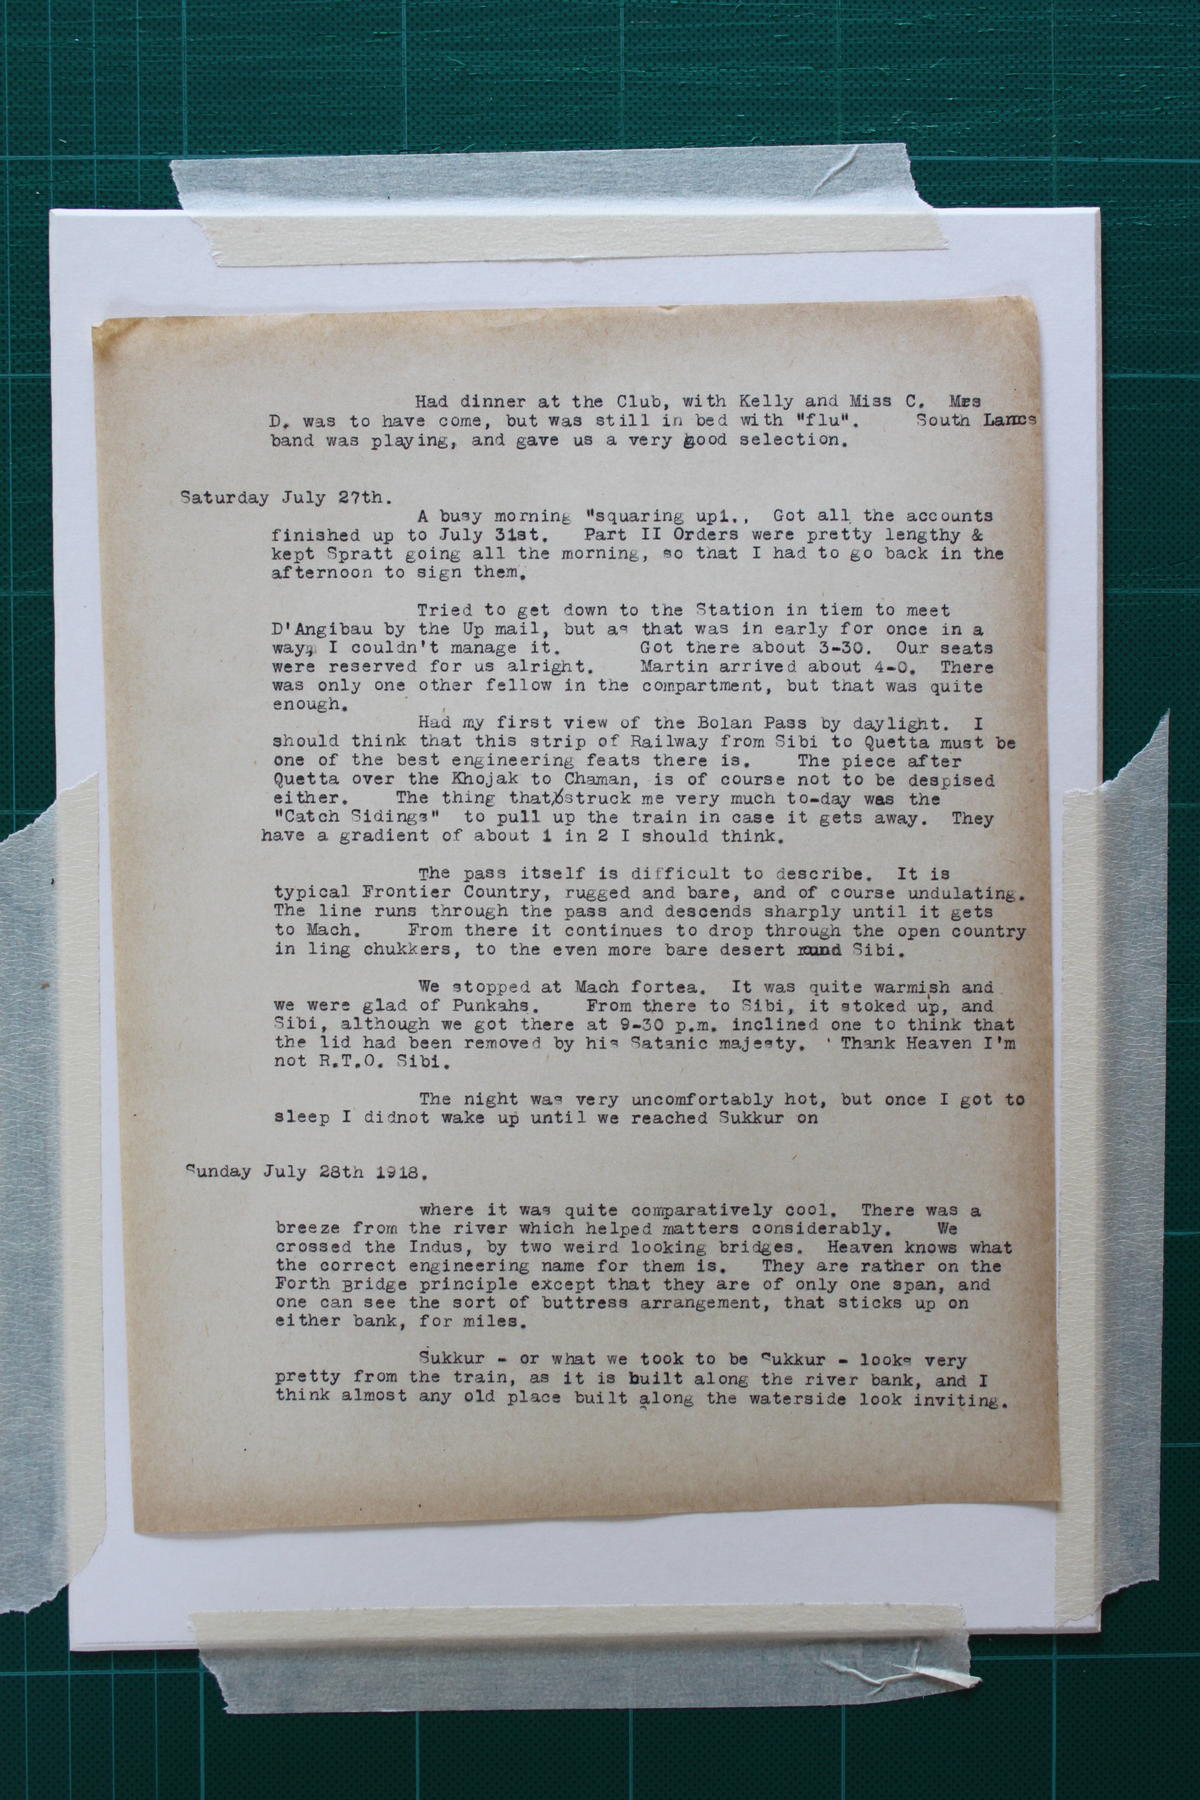 Had dinner at the Club, with Kelly and Miss C. Mrs
D. was to have come, but was still in bed with "flu". South Lancs
band was playing, and gave us a very good selection.
Saturday July 27th.
A busy morning "squaring up1., Got all the accounts
finished up to July 31st. Part II Orders were pretty lengthy &
kept Spratt going all the morning, so that I had to go back in the
afternoon to sign them.
Tried to get down to the Station in tiem to meet
D'Angibau by the Up mail, but as that was in early for once in a
way, I couldn't manage it. Got there about 3-30. Our seats
were reserved for us alright. Martin arrived about 4-0. There
was only one other fellow in the compartment, but that was quite
enough.
Had my first view of the Bolan Pass by daylight. I
should think that this strip of Railway from Sibi to Quetta must be
one of the best engineering feats there is. The piece after
Quetta over the Khojak to Chaman, is of course not to be despised
either. The thing that struck me very much to-day was the
"Catch Sidings" to pull up the train in case it gets away. They
have a gradient of about 1 in 2 I should think.
The pass itself is difficult to describe. It is
typical Frontier Country, rugged and bare, and of course undulating.
The line runs through the pass and descends sharply until it gets
to Mach. From there it continues to drop through the open country
in ling chukkers, to the even more bare desert round Sibi.
We stopped at Mach fortea. It was quite warmish and
we were glad of Punkahs. From there to Sibi, it stoked up, and
Sibi, although we got there at 9-30 p.m. inclined one to think that
the lid had been removed by his Satanic majesty. ' Thank Heaven I'm
not R.T.O. Sibi.
The night was very uncomfortably hot, but once I got to
sleep I didnot wake up until we reached Sukkur on
Sunday July 28th 1918.
where it was quite comparatively cool. There was a
breeze from the river which helped matters considerably. We
crossed the Indus, by two weird looking bridges. Heaven knows what
the correct engineering name for them is. They are rather on the
Forth Bridge principle except that they are of only one span, and
one can see the sort of buttress arrangement, that sticks up on
either bank, for miles.
Sukkur - or what we took to be Sukkur - looks very
pretty from the train, as it is built along the river bank, and I
think almost any old place built along the waterside look inviting.